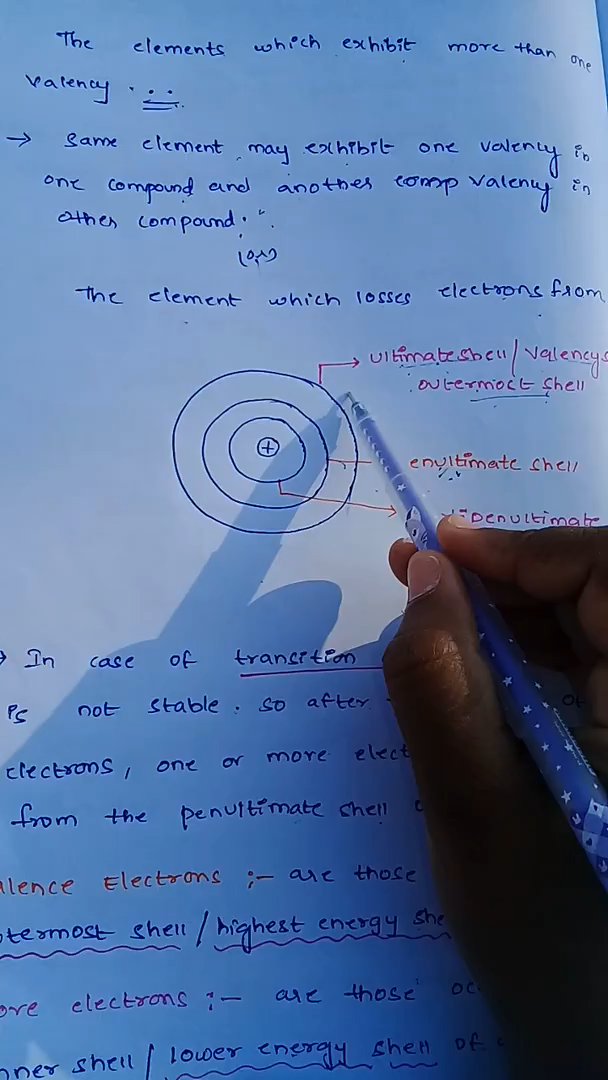 The elements which exhibit more than one
valency...
→ Same element may exhibit one valency in
one compound and another comp valency in
other compound.
(or)
The element which losses electrons from
ultimate shell / Valency
outermost shell
enultimate shell
penultimate
→ In case of transition
is not stable. so after
electrons, one or more elect
from the penultimate shell
alence Electrons :- are those
termost shell / highest energy she
ore electrons :- are those oc
nner shell / lower energy shell of